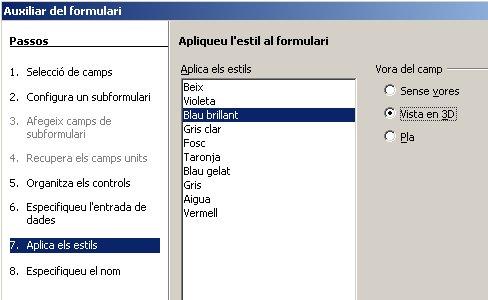 Auxiliar del formulari
Passos
1. Selecció de camps
2. Configura un subformulari
3. Afegeix camps de
subformulari
4. Recupera els camps units
5. Organitza els controls
6. Especifiqueu l'entrada de
dades
7. Aplica els estils
8. Especifiqueu el nom
Apliqueu l'estil al formulari
Aplica els estils
Beix
Violeta
Blau brillant
Gris clar
Fosc
Taronja
Blau gelat
Gris
Aigua
Vermell
Vora del camp
Sense vores
Vista en 3D
Pla